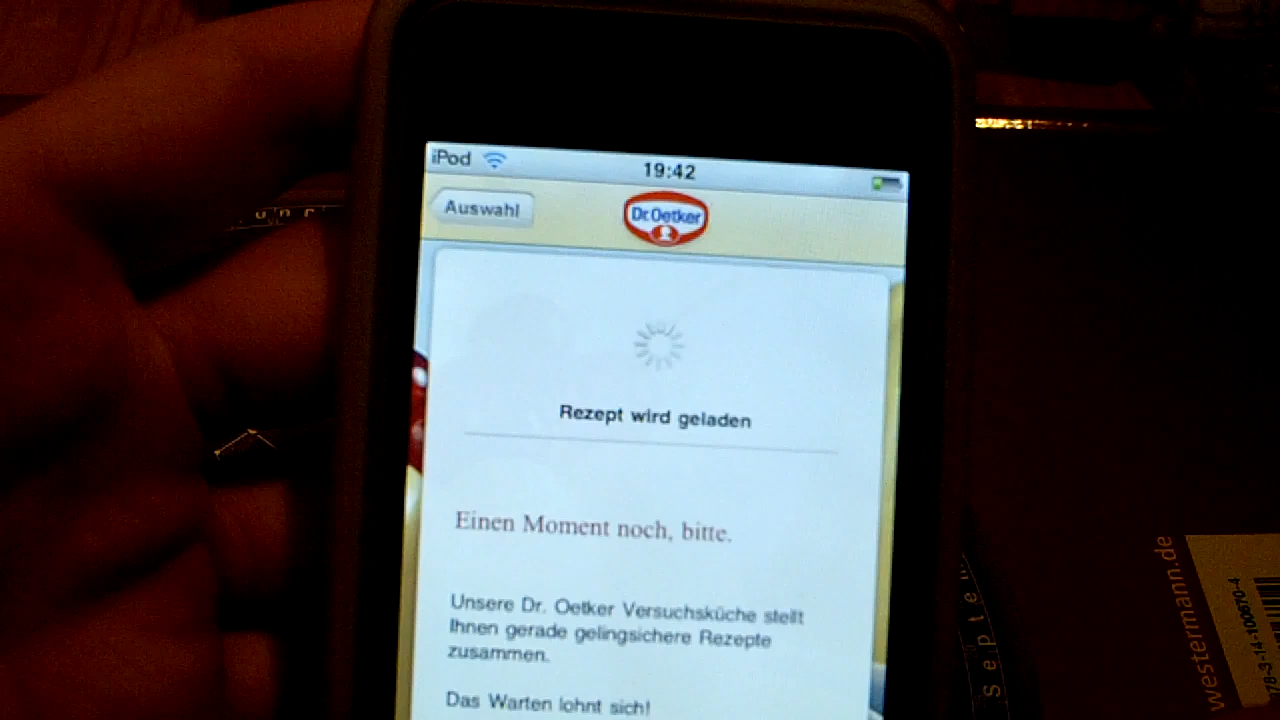 iPod
19:42
Auswahl
Dr.Oetker
Rezept wird geladen
Einen Moment noch, bitte.
Unsere Dr. Oetker Versuchsküche stellt
Ihnen gerade gelingsichere Rezepte
zusammen.
Das Warten lohnt sich!
westermann.de
Septe